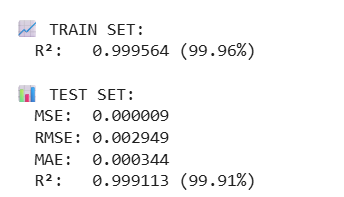 📈 TRAIN SET:
R²: 0.999564 (99.96%)
📊 TEST SET:
MSE: 0.000009
RMSE: 0.002949
MAE: 0.000344
R²: 0.999113 (99.91%)